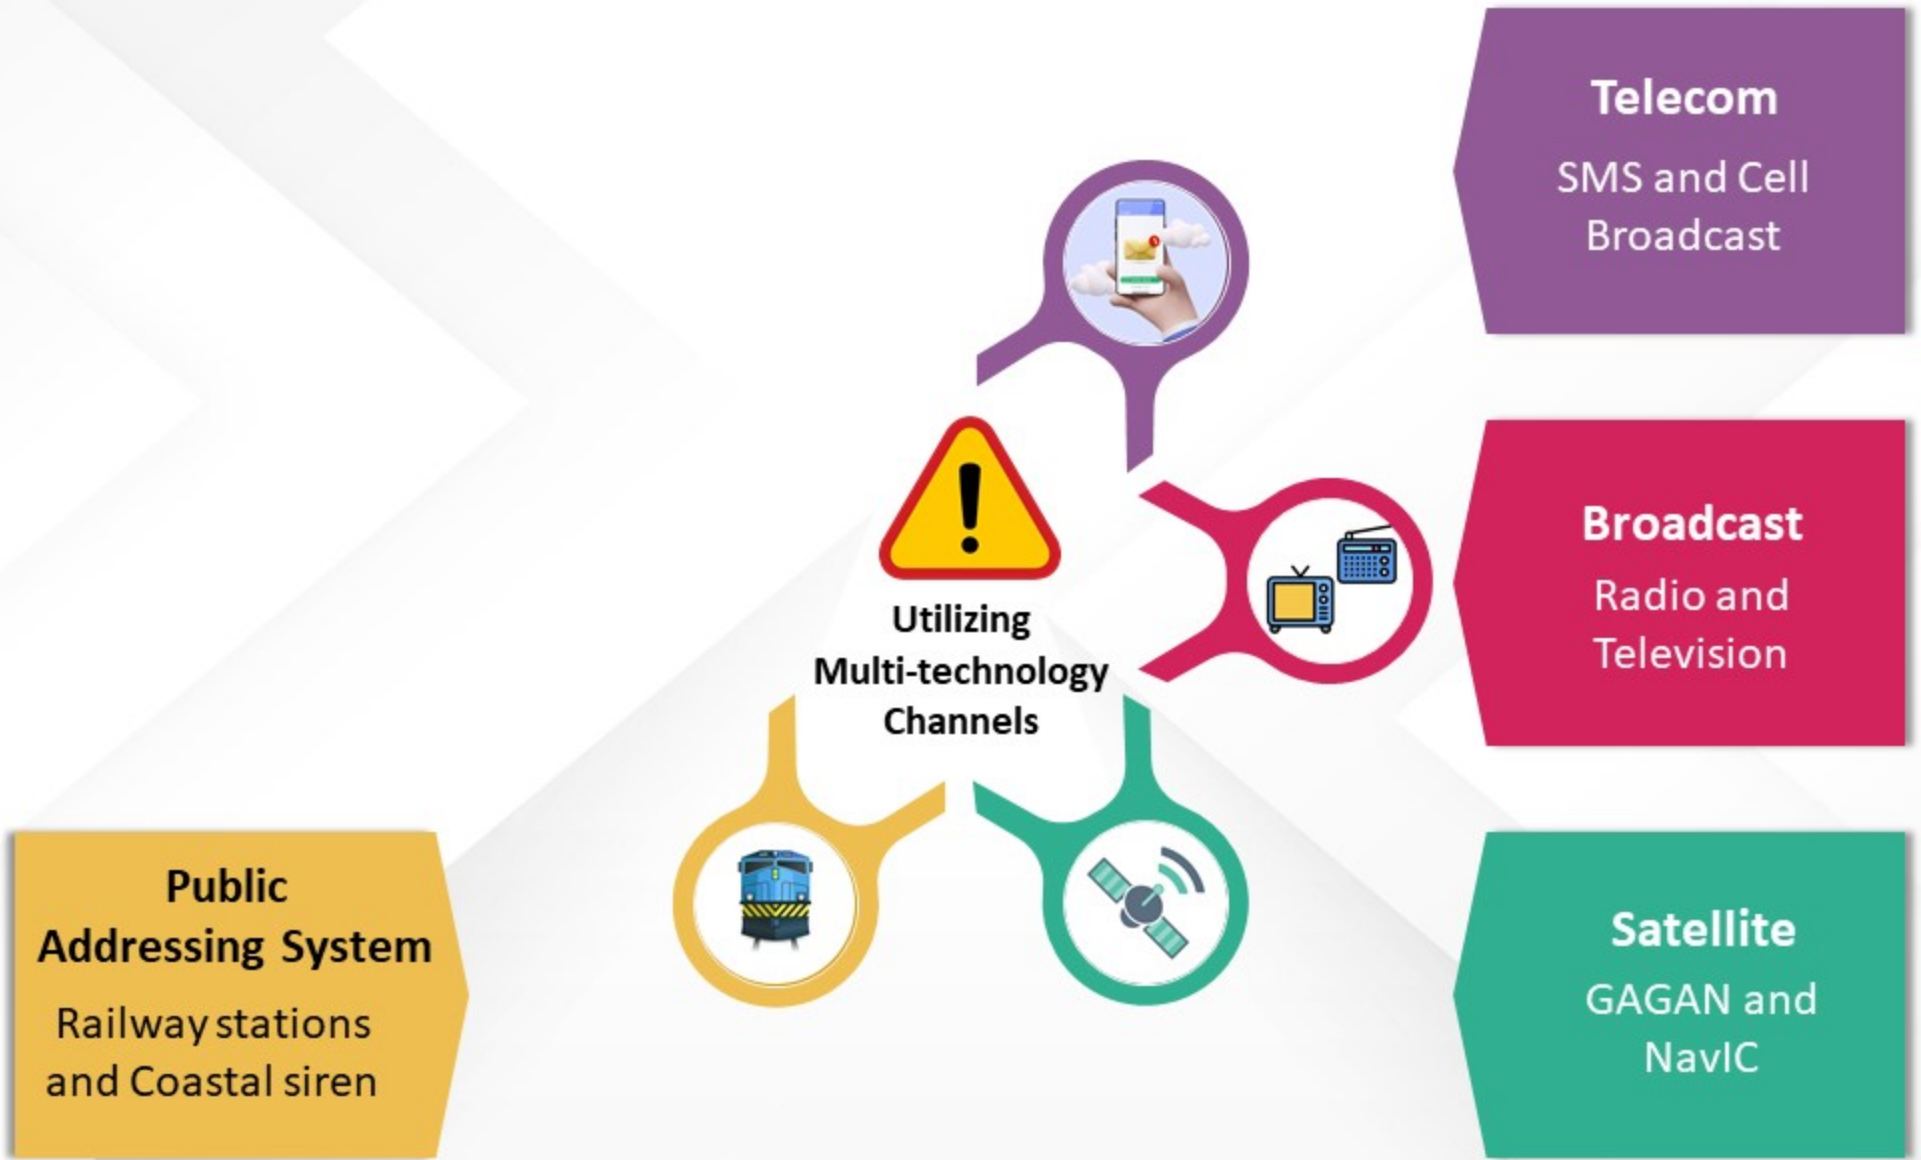 Telecom
SMS and Cell
Broadcast
Utilizing
Multi-technology
Channels
Broadcast
Radio and
Television
Public
Addressing System
Railway stations
and Coastal siren
Satellite
GAGAN and
NavIC